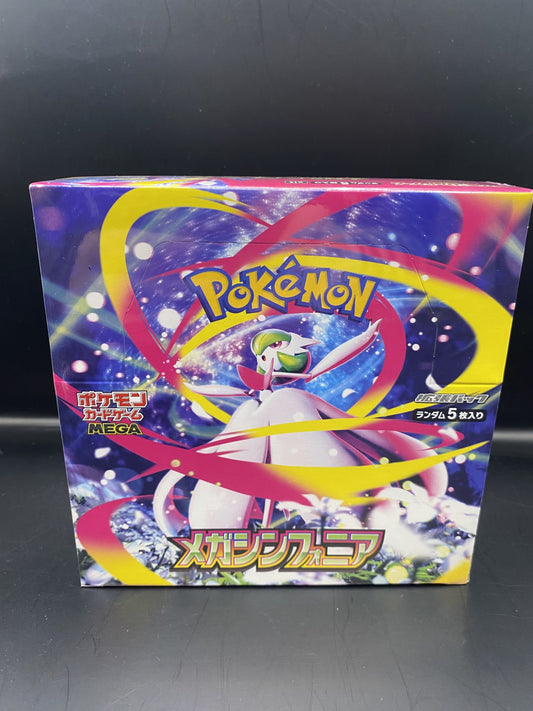 POKÉMON
ポケモン
カードゲーム
MEGA
拡張パック
ランダム5枚入り
メガシンフォニア